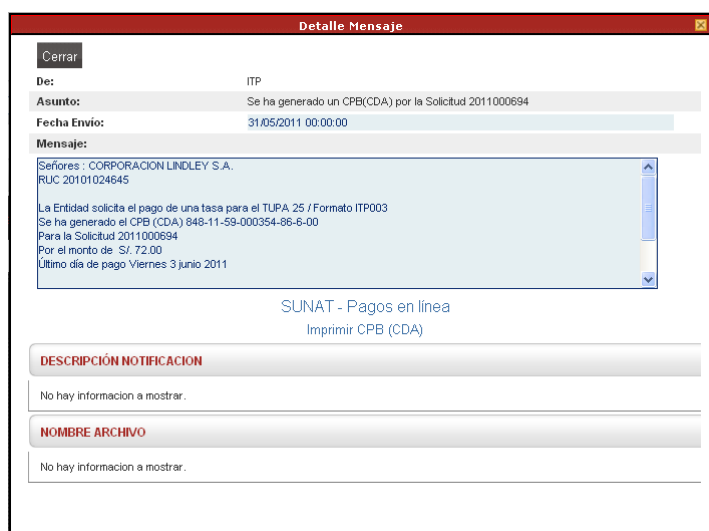 Detalle Mensaje
Cerrar
De: ITP
Asunto: Se ha generado un CPB(CDA) por la Solicitud 2011000694
Fecha Envío: 31/05/2011 00:00:00
Mensaje:
Señores : CORPORACION LINDLEY S.A.
RUC 20101024645
La Entidad solicita el pago de una tasa para el TUPA 25 / Formato ITP003
Se ha generado el CPB (CDA) 848-11-59-000354-86-6-00
Para la Solicitud 2011000694
Por el monto de S/. 72.00
Último día de pago Viernes 3 junio 2011
SUNAT - Pagos en línea
Imprimir CPB (CDA)
DESCRIPCIÓN NOTIFICACION
No hay informacion a mostrar.
NOMBRE ARCHIVO
No hay informacion a mostrar.